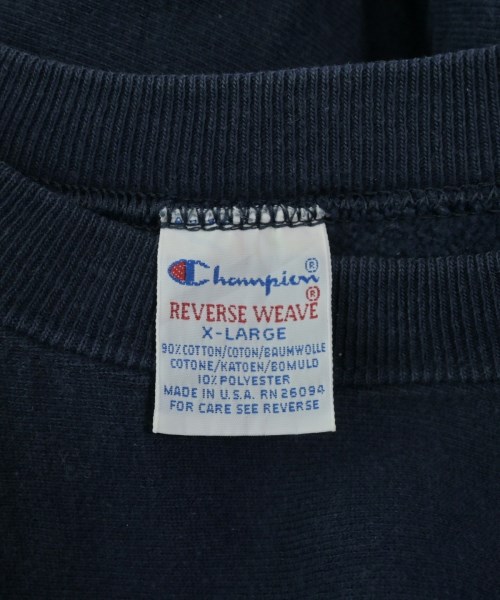 Champion®
REVERSE WEAVE®
X-LARGE
90% COTTON/COTON/BAUMWOLLE
COTONE/KATOEN/BOMULD
10% POLYESTER
MADE IN U.S.A. RN 26094
FOR CARE SEE REVERSE